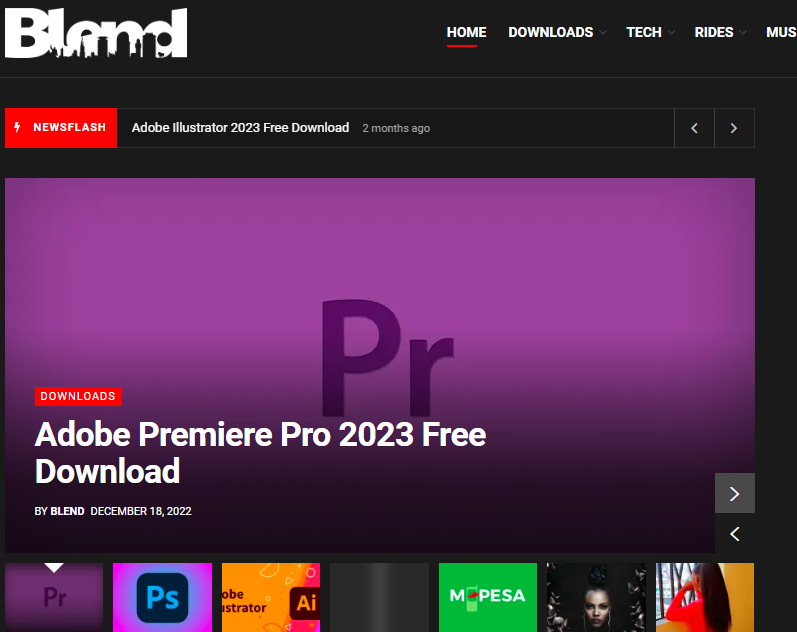 Blend
HOME DOWNLOADS TECH RIDES MUS
NEWSFLASH Adobe Illustrator 2023 Free Download 2 months ago
Pr
DOWNLOADS
Adobe Premiere Pro 2023 Free
Download
BY BLEND DECEMBER 18, 2022
Pr
Ps
obe
ustrator
Ai
M-PESA